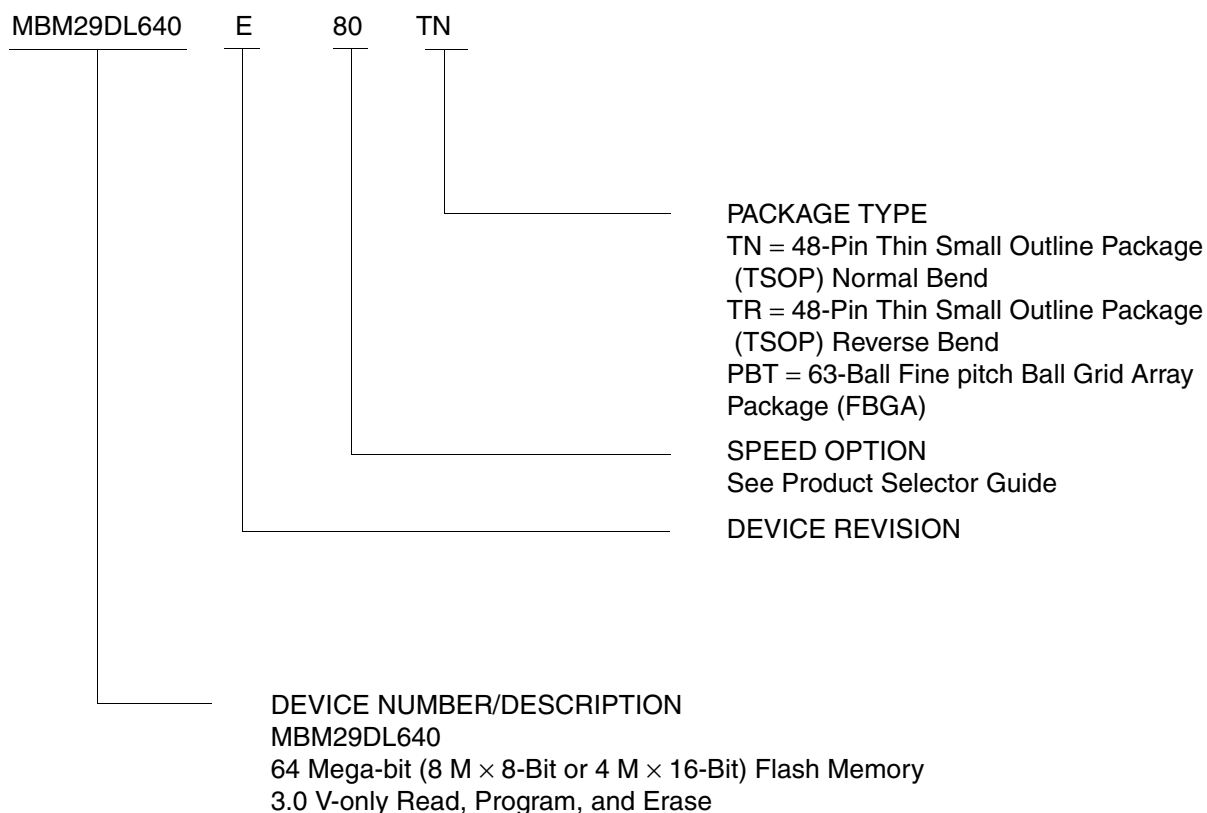 MBM29DL640 E 80 TN
PACKAGE TYPE
TN = 48-Pin Thin Small Outline Package
(TSOP) Normal Bend
TR = 48-Pin Thin Small Outline Package
(TSOP) Reverse Bend
PBT = 63-Ball Fine pitch Ball Grid Array
Package (FBGA)
SPEED OPTION
See Product Selector Guide
DEVICE REVISION
DEVICE NUMBER/DESCRIPTION
MBM29DL640
64 Mega-bit (8 M × 8-Bit or 4 M × 16-Bit) Flash Memory
3.0 V-only Read, Program, and Erase